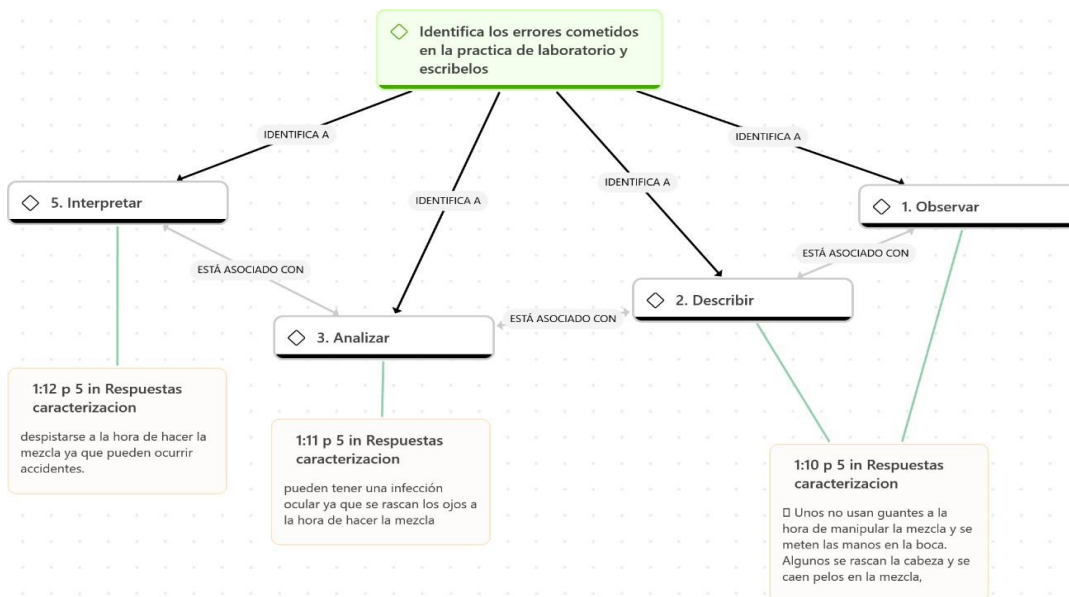 Identifica los errores cometidos
en la practica de laboratorio y
escribelos
IDENTIFICA A
IDENTIFICA A
IDENTIFICA A
IDENTIFICA A
5. Interpretar
1. Observar
ESTÁ ASOCIADO CON
ESTÁ ASOCIADO CON
2. Describir
ESTÁ ASOCIADO CON
3. Analizar
1:12 p 5 in Respuestas
caracterizacion
despistarse a la hora de hacer la
mezcla ya que pueden ocurrir
accidentes.
1:11 p 5 in Respuestas
caracterizacion
pueden tener una infección
ocular ya que se rascan los ojos a
la hora de hacer la mezcla
1:10 p 5 in Respuestas
caracterizacion
Unos no usan guantes a la
hora de manipular la mezcla y se
meten las manos en la boca.
Algunos se rascan la cabeza y se
caen pelos en la mezcla,